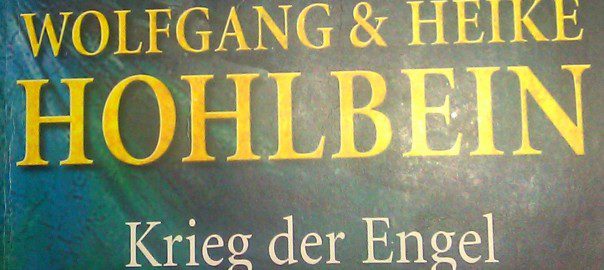 WOLFGANG & HEIKE
HOHLBEIN
Krieg der Engel